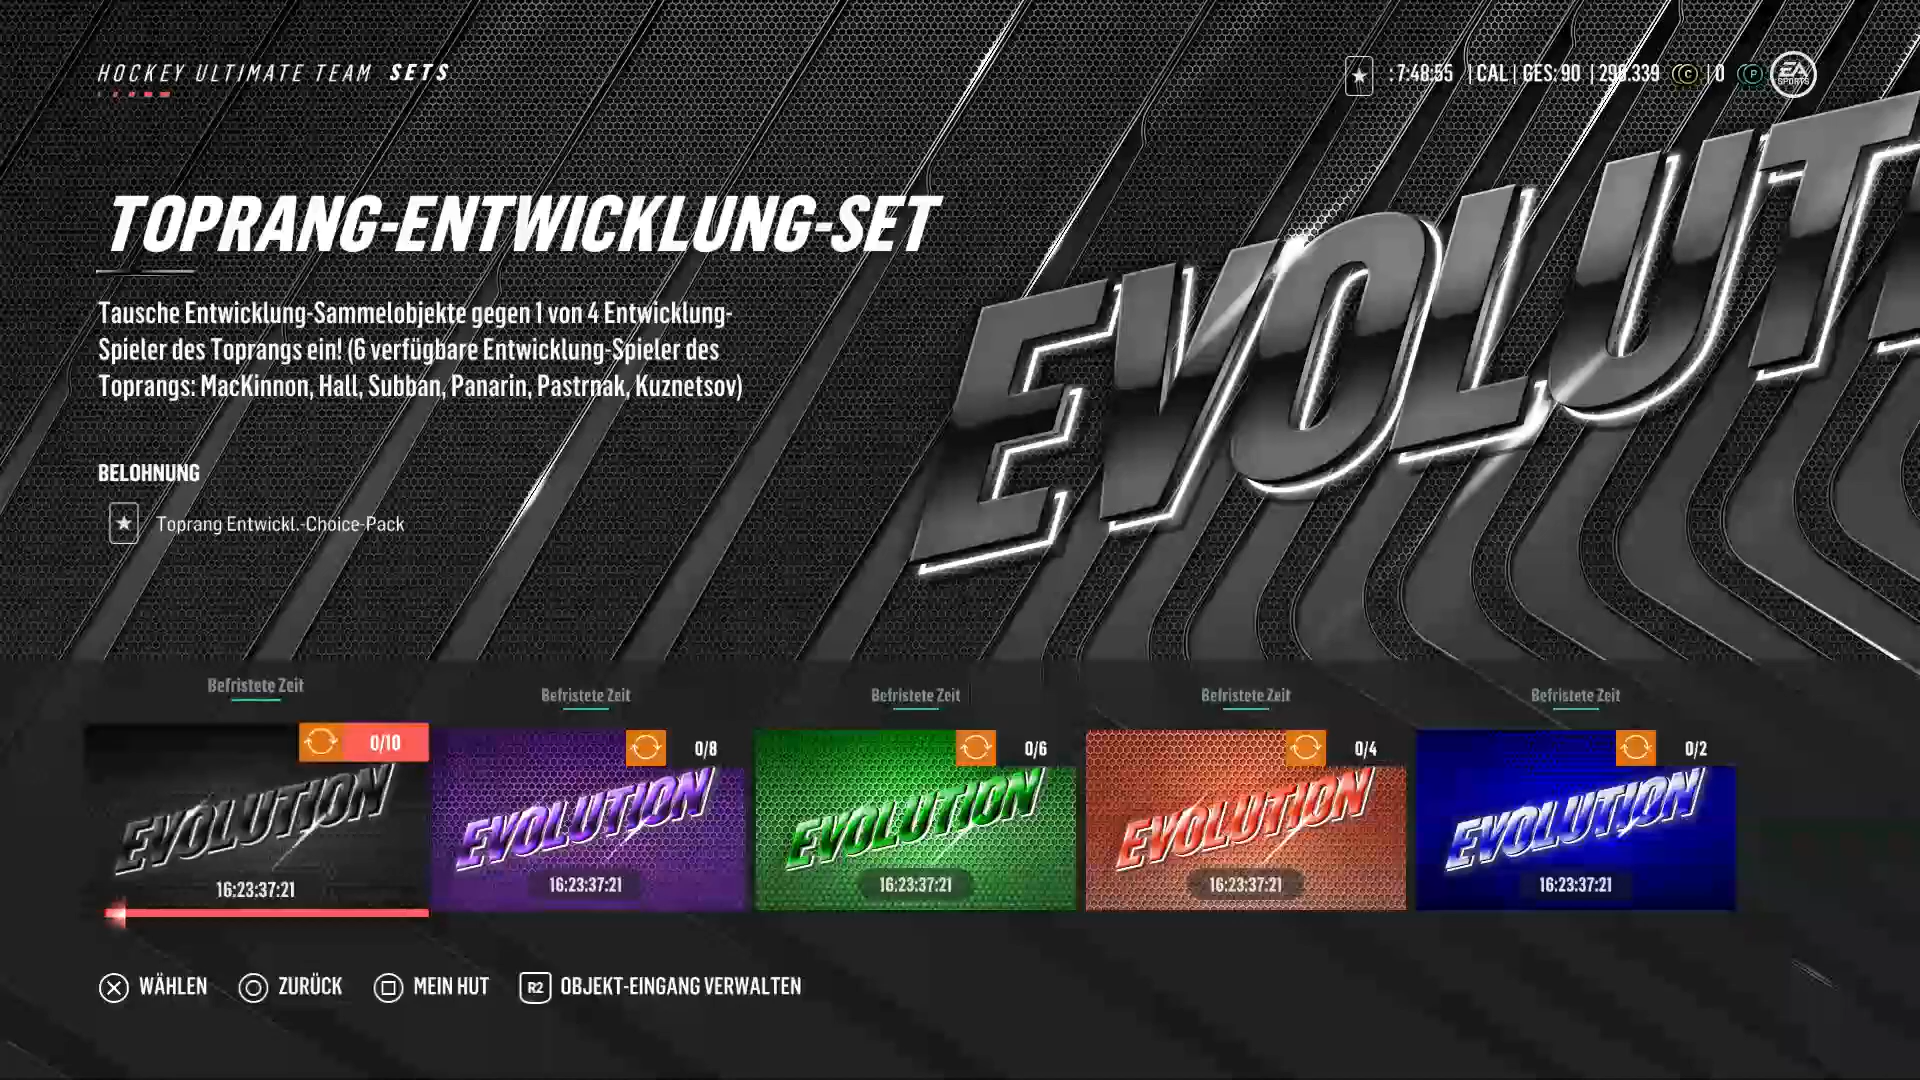 HOCKEY ULTIMATE TEAM SETS
: 7:48:55 | CAL | GES: 90 | 290.339 C | 0 P
EA SPORTS
TOPRANG-ENTWICKLUNG-SET
EVOLUT
Tausche Entwicklung-Sammelobjekte gegen 1 von 4 Entwicklung-
Spieler des Toprangs ein! (6 verfügbare Entwicklung-Spieler des
Toprangs: MacKinnon, Hall, Subban, Panarin, Pastrnak, Kuznetsov)
BELOHNUNG
Toprang Entwickl.-Choice-Pack
Befristete Zeit
0/10
EVOLUTION
16:23:37:21
Befristete Zeit
0/8
EVOLUTION
16:23:37:21
Befristete Zeit
0/6
EVOLUTION
16:23:37:21
Befristete Zeit
0/4
EVOLUTION
16:23:37:21
Befristete Zeit
0/2
EVOLUTION
16:23:37:21
WÄHLEN ZURÜCK MEIN HUT R2 OBJEKT-EINGANG VERWALTEN